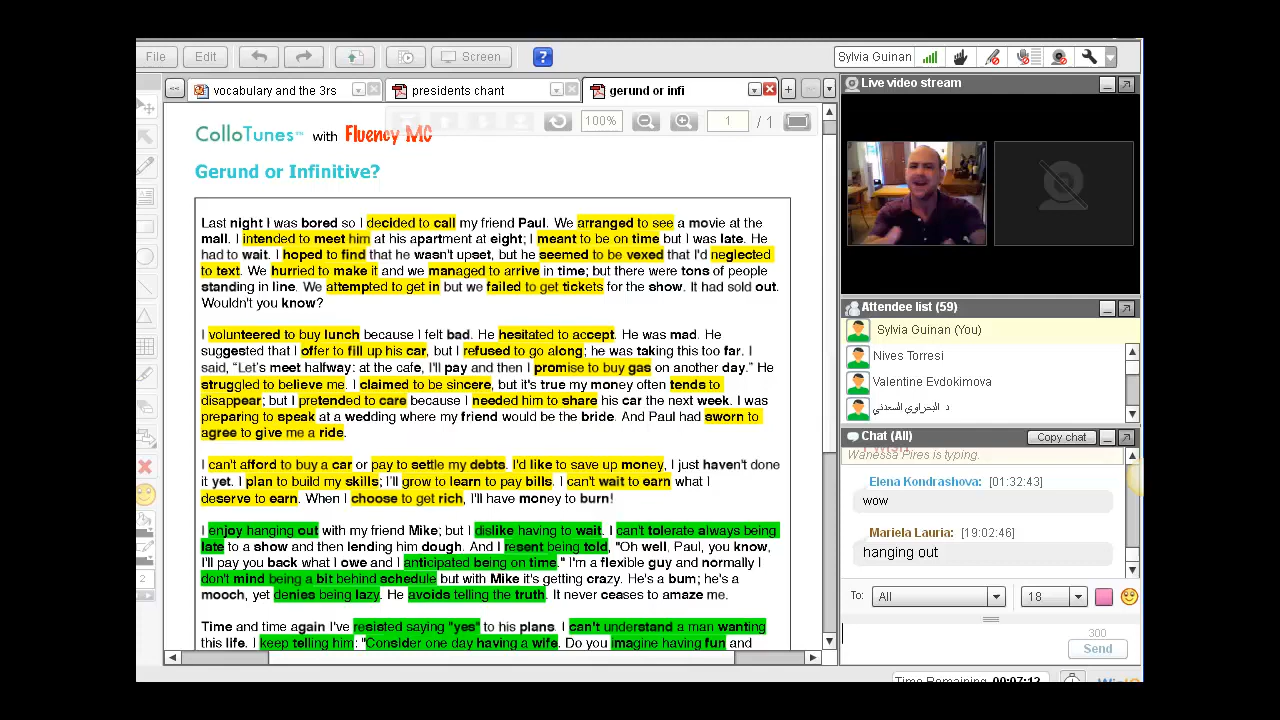 File Edit Screen ? Sylvia Guinan
<< vocabulary and the 3rs presidents chant gerund or infi
100% 1 / 1
ColloTunes™ with Fluency MC
Gerund or Infinitive?
Last night I was bored so I decided to call my friend Paul. We arranged to see a movie at the
mall. I intended to meet him at his apartment at eight; I meant to be on time but I was late. He
had to wait. I hoped to find that he wasn't upset, but he seemed to be vexed that I'd neglected
to text. We hurried to make it and we managed to arrive in time; but there were tons of people
standing in line. We attempted to get in but we failed to get tickets for the show. It had sold out.
Wouldn't you know?
I volunteered to buy lunch because I felt bad. He hesitated to accept. He was mad. He
suggested that I offer to fill up his car, but I refused to go along; he was taking this too far. I
said, "Let's meet halfway: at the cafe, I'll pay and then I promise to buy gas on another day." He
struggled to believe me. I claimed to be sincere, but it's true my money often tends to
disappear; but I pretended to care because I needed him to share his car the next week. I was
preparing to speak at a wedding where my friend would be the bride. And Paul had sworn to
agree to give me a ride.
I can't afford to buy a car or pay to settle my debts. I'd like to save up money, I just haven't done
it yet. I plan to build my skills; I'll grow to learn to pay bills. I can't wait to earn what I
deserve to earn. When I choose to get rich, I'll have money to burn!
I enjoy hanging out with my friend Mike; but I dislike having to wait. I can't tolerate always being
late to a show and then lending him dough. And I resent being told, "Oh well, Paul, you know,
I'll pay you back what I owe and I anticipated being on time." I'm a flexible guy and normally I
don't mind being a bit behind schedule but with Mike it's getting crazy. He's a bum; he's a
mooch, yet denies being lazy. He avoids telling the truth. It never ceases to amaze me.
Time and time again I've resisted saying "yes" to his plans. I can't understand a man wanting
this life. I keep telling him: "Consider one day having a wife. Do you imagine having fun and
2
Live video stream
Attendee list (59)
Sylvia Guinan (You)
Nives Torresi
Valentine Evdokimova
د. البحراوي السعدني
Chat (All) Copy chat
Wanessa Pires is typing.
Elena Kondrashova: [01:32:43]
wow
Mariela Lauria: [19:02:46]
hanging out
To: All 18
300
Send
Time Remaining 00:07:12